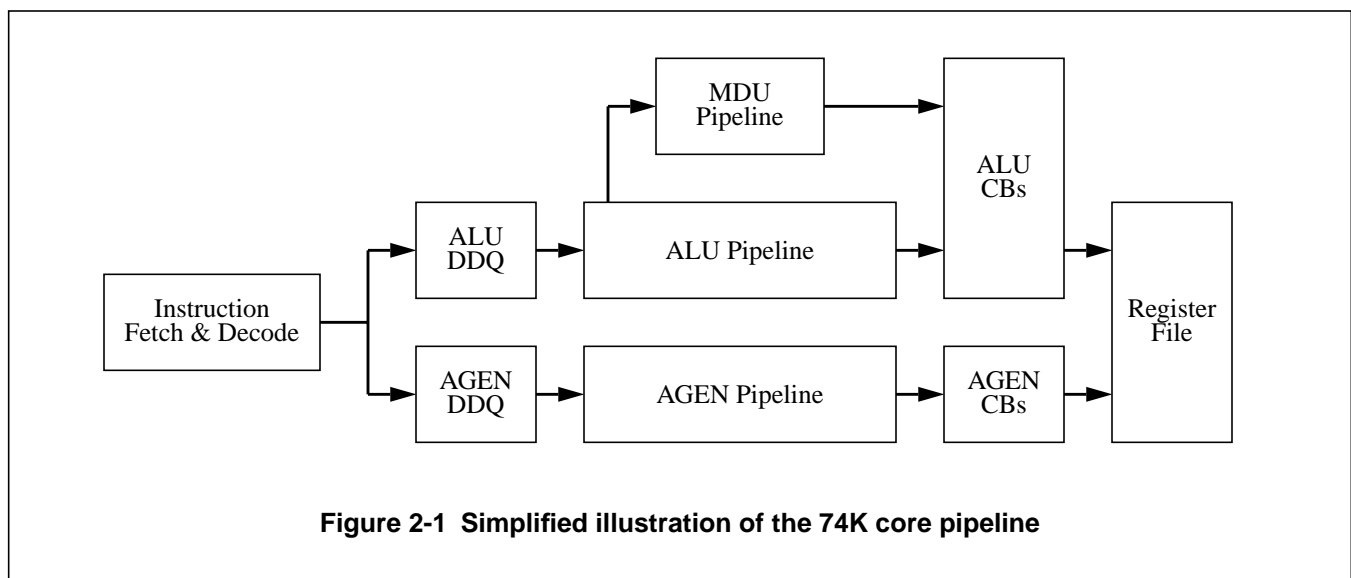 MDU
Pipeline
ALU
CBs
ALU
DDQ
ALU Pipeline
Instruction
Fetch & Decode
Register
File
AGEN
DDQ
AGEN Pipeline
AGEN
CBs
Figure 2-1 Simplified illustration of the 74K core pipeline